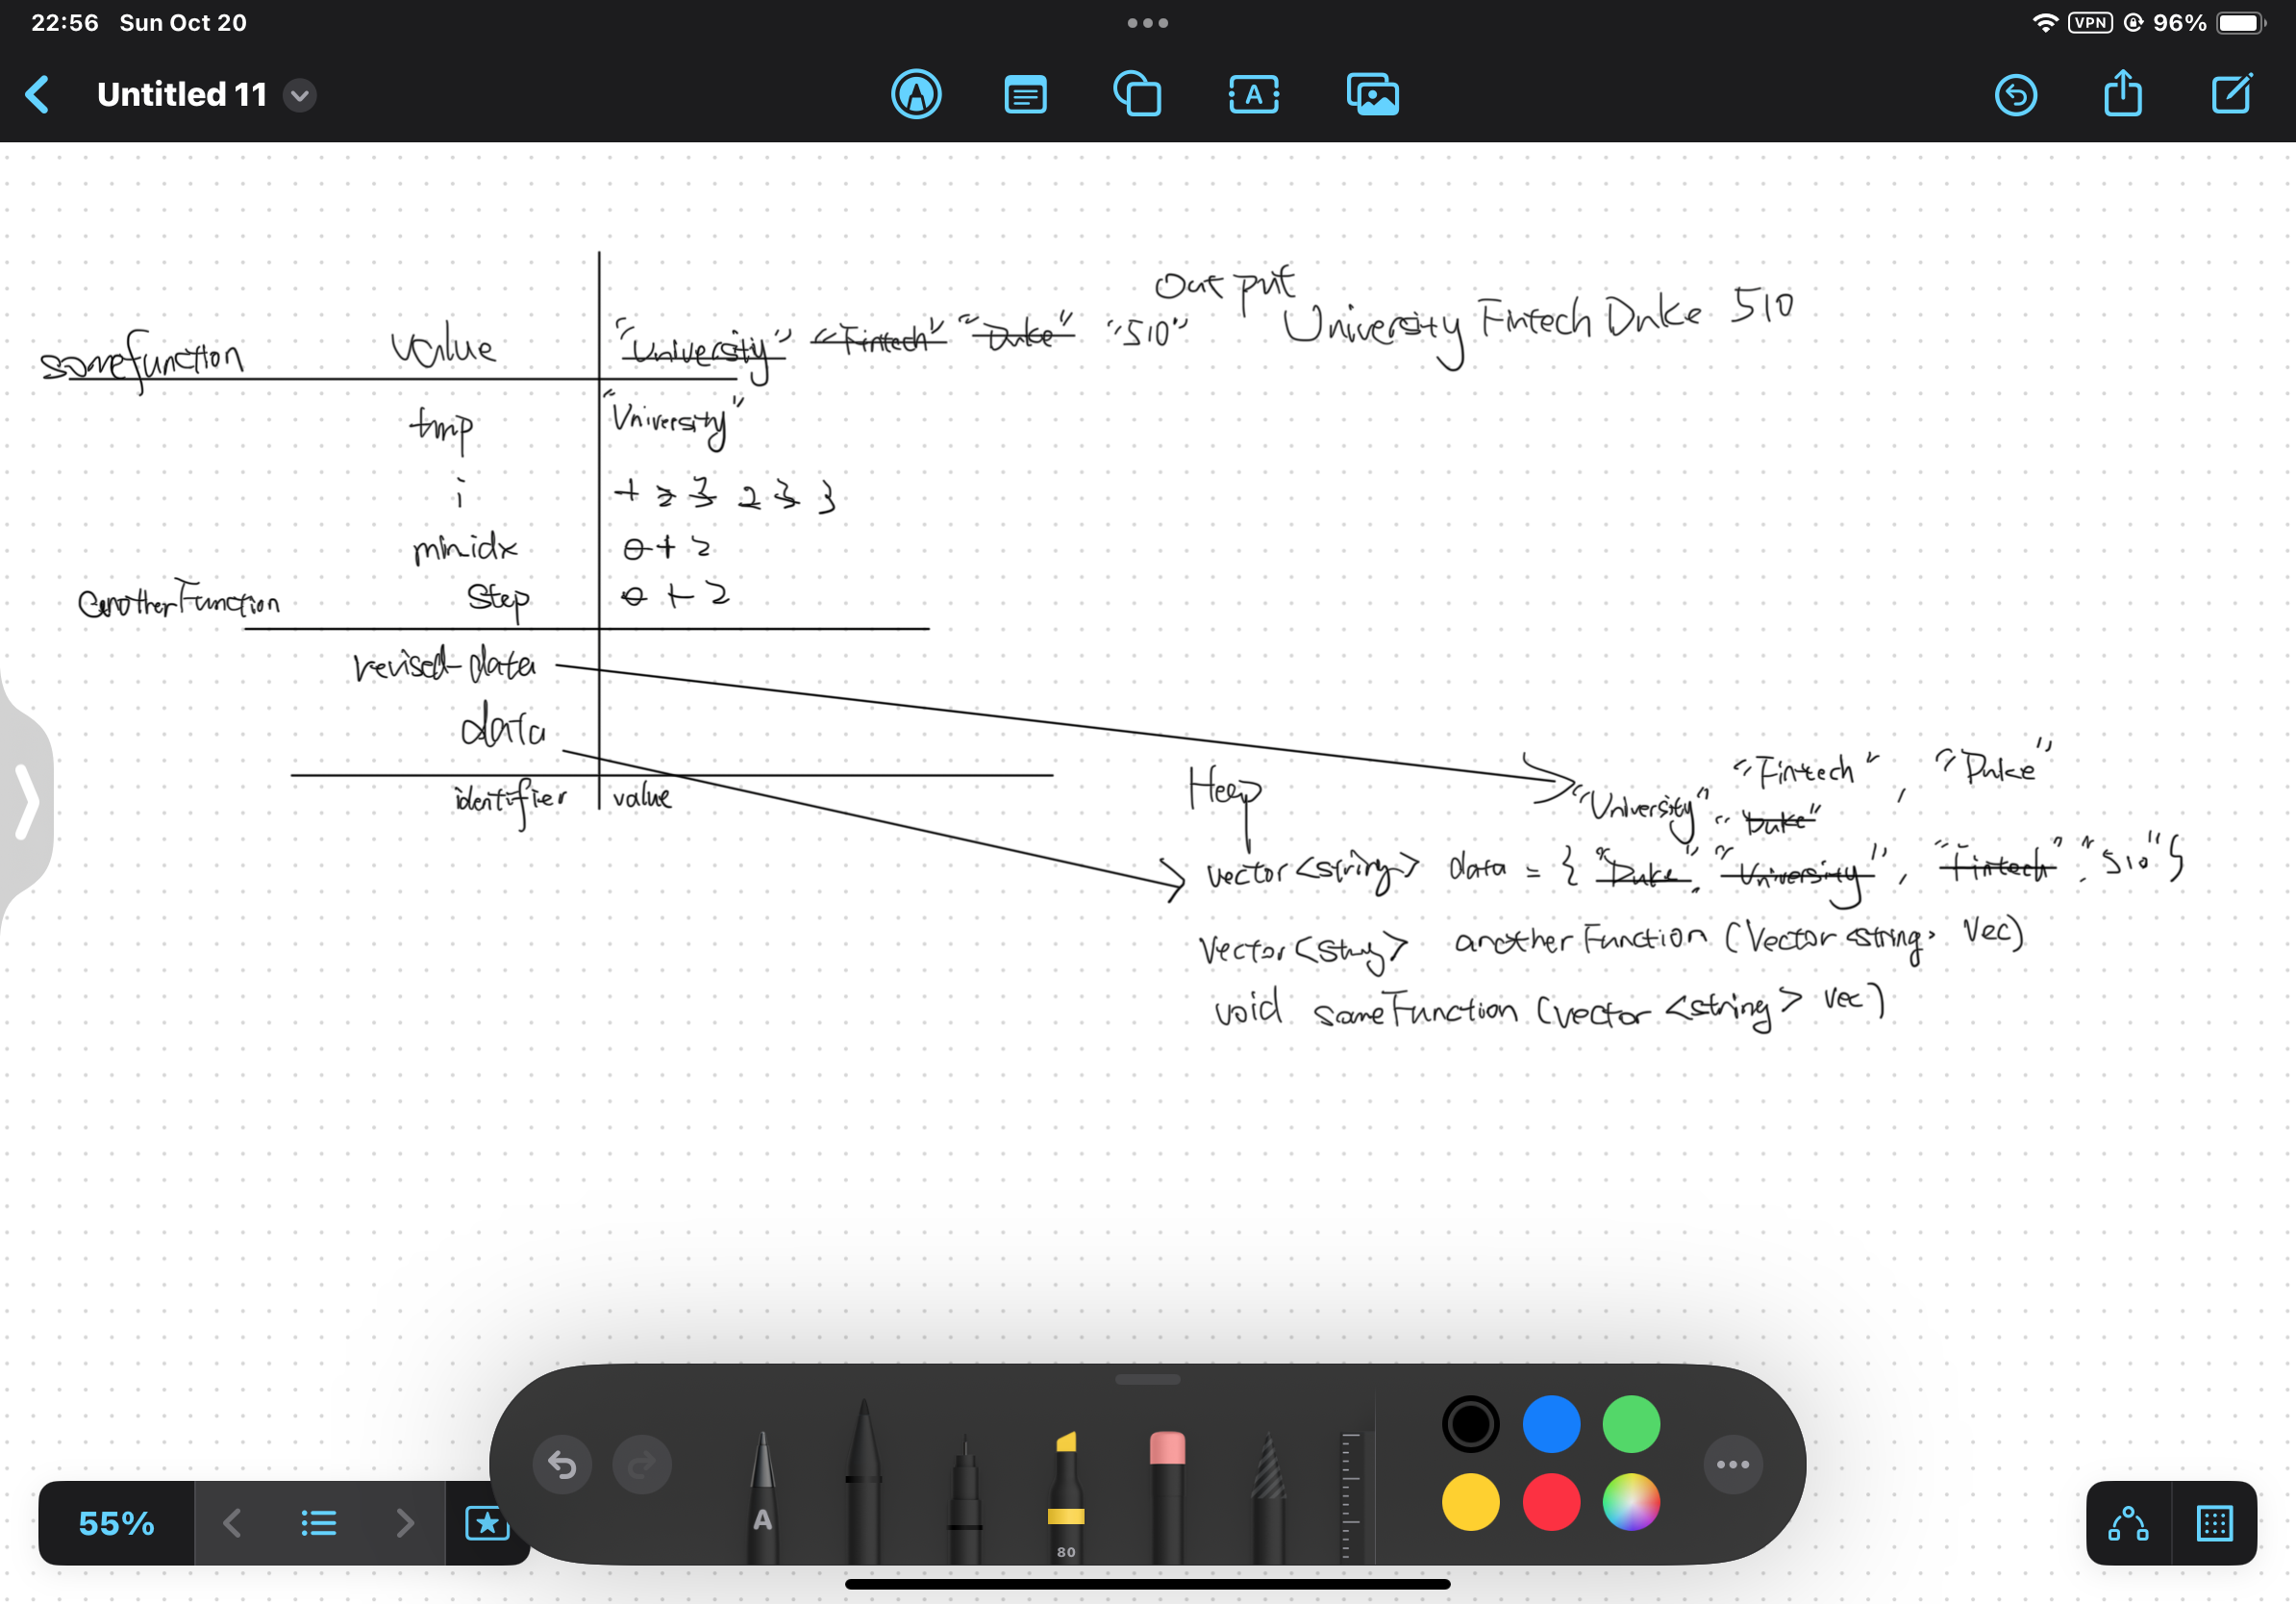 22:56 Sun Oct 20
VPN 96%
Untitled 11
Output
University Fintech Duke 510
somefunction value "University" "Fintech" "Duke" "510"
tmp "University"
i 1 2 3 2 3 3
minidx 0 1 2
anotherFunction Step 0 1 2
revised-data
data
identifier value
Heap
"Fintech", "Duke"
"University" "Duke"
vector<string> data = {"Duke", "University", "Fintech", "510"}
vector<string> anotherFunction (Vector<string> vec)
void someFunction (vector<string> vec)
A
80
55%